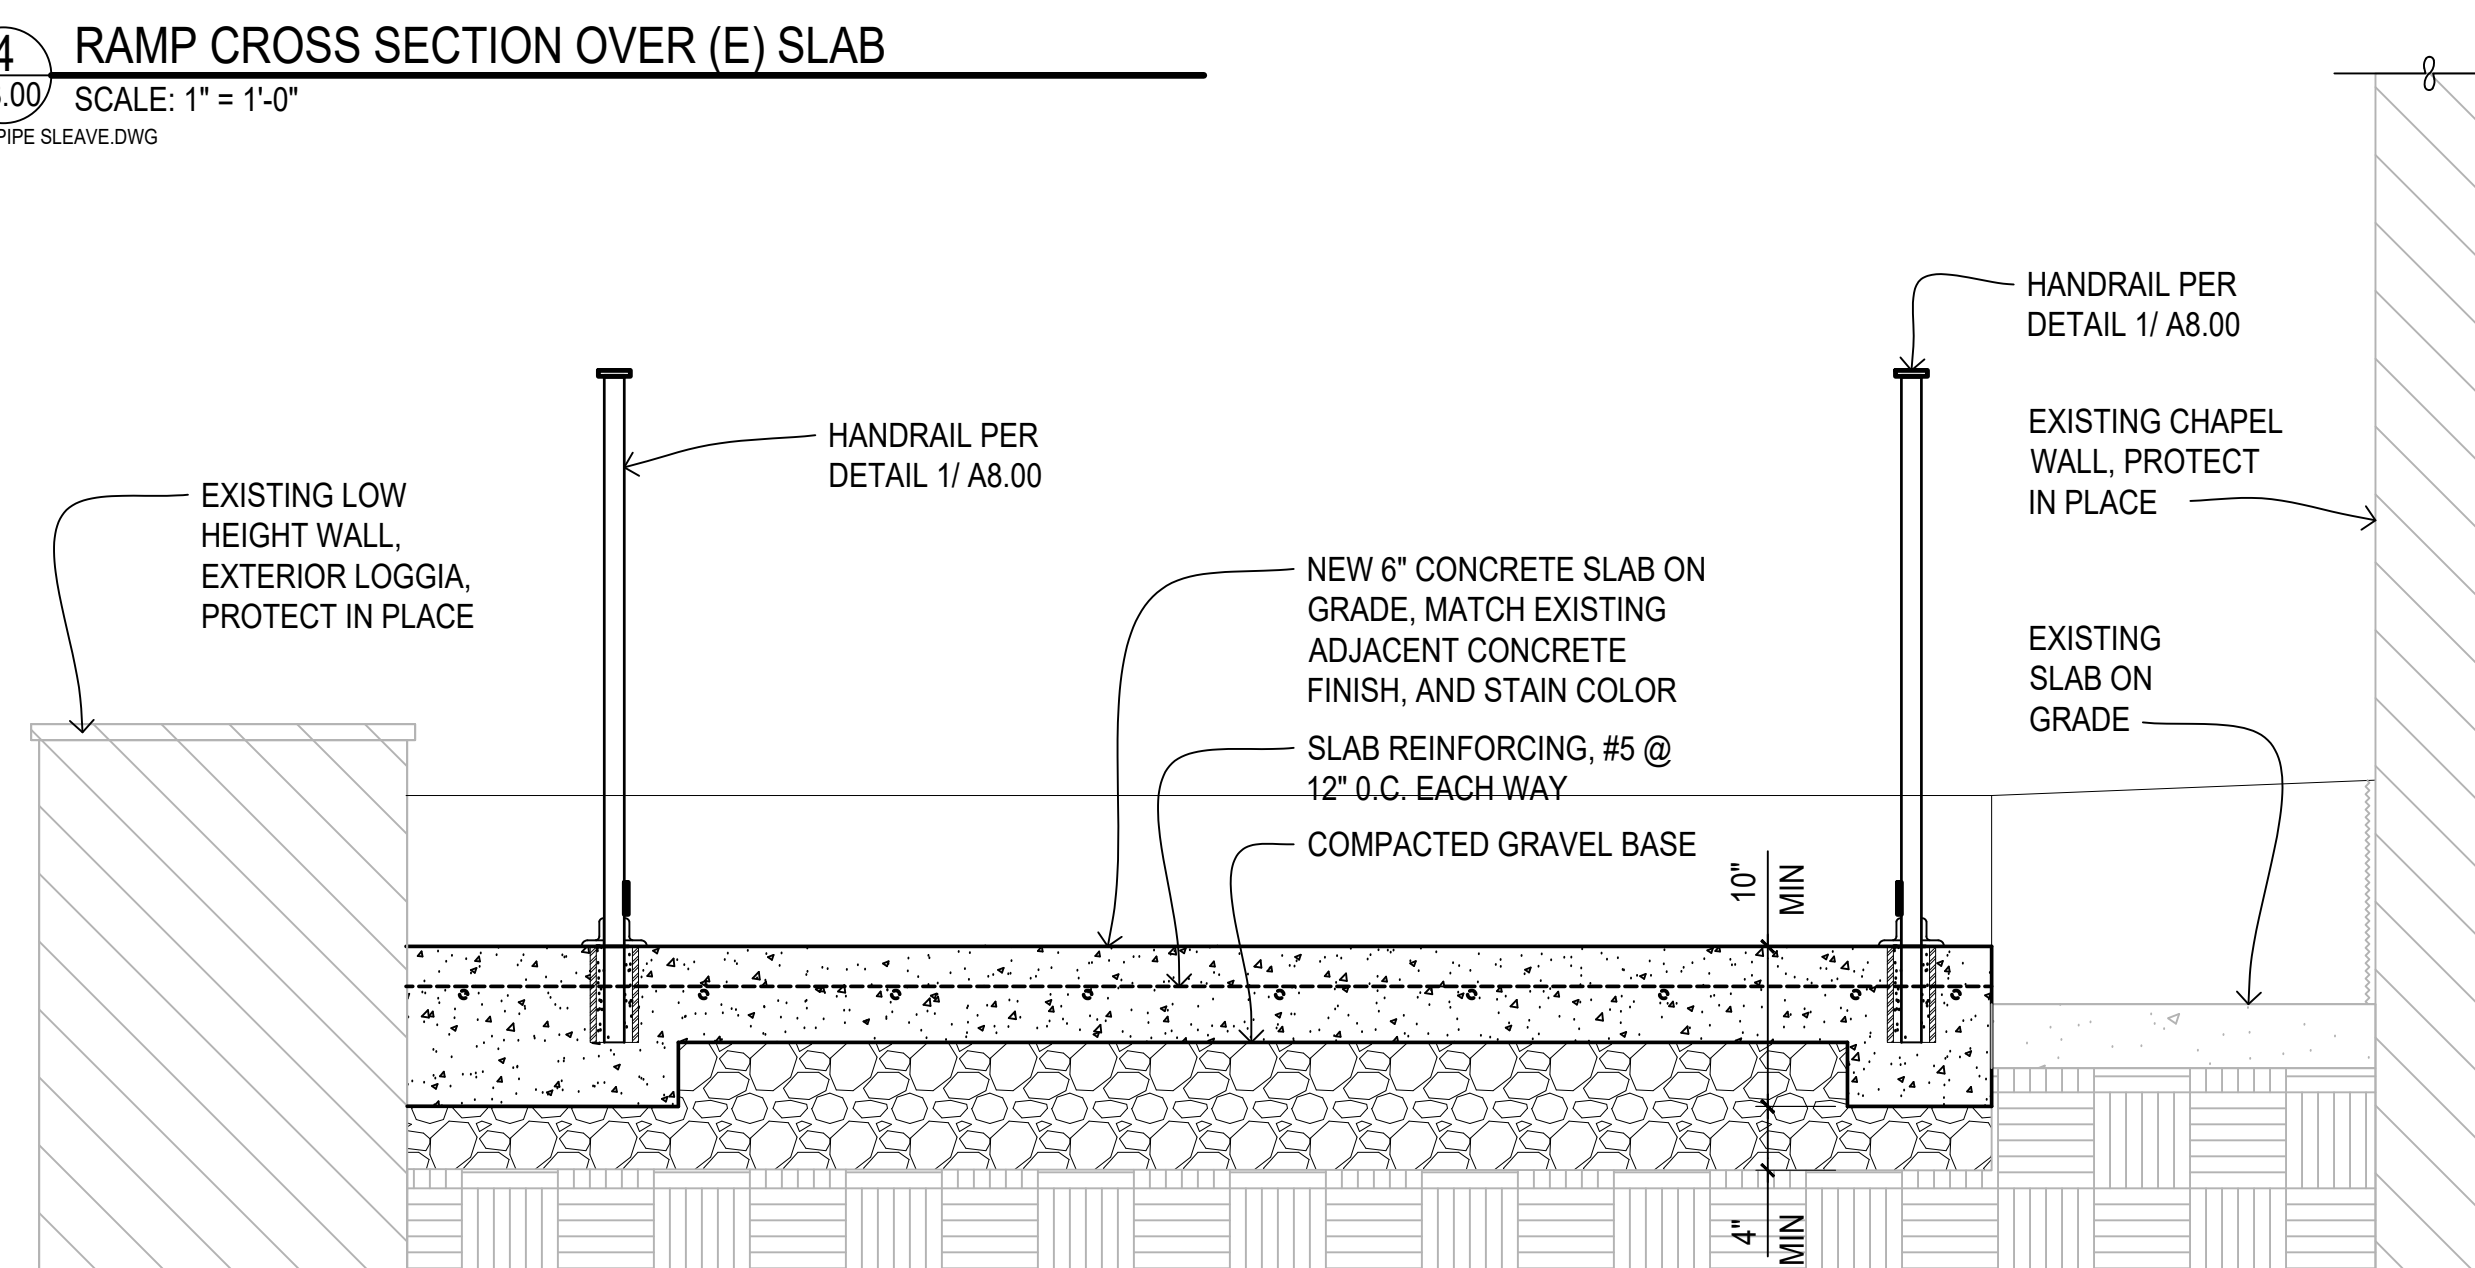 4
RAMP CROSS SECTION OVER (E) SLAB
.00
SCALE: 1" = 1'-0"
PIPE SLEAVE.DWG
HANDRAIL PER
DETAIL 1/ A8.00
EXISTING CHAPEL
WALL, PROTECT
IN PLACE
HANDRAIL PER
DETAIL 1/ A8.00
EXISTING LOW
HEIGHT WALL,
EXTERIOR LOGGIA,
PROTECT IN PLACE
NEW 6" CONCRETE SLAB ON
GRADE, MATCH EXISTING
ADJACENT CONCRETE
FINISH, AND STAIN COLOR
EXISTING
SLAB ON
GRADE
SLAB REINFORCING, #5 @
12" 0.C. EACH WAY
COMPACTED GRAVEL BASE
10"
MIN
4"
MIN